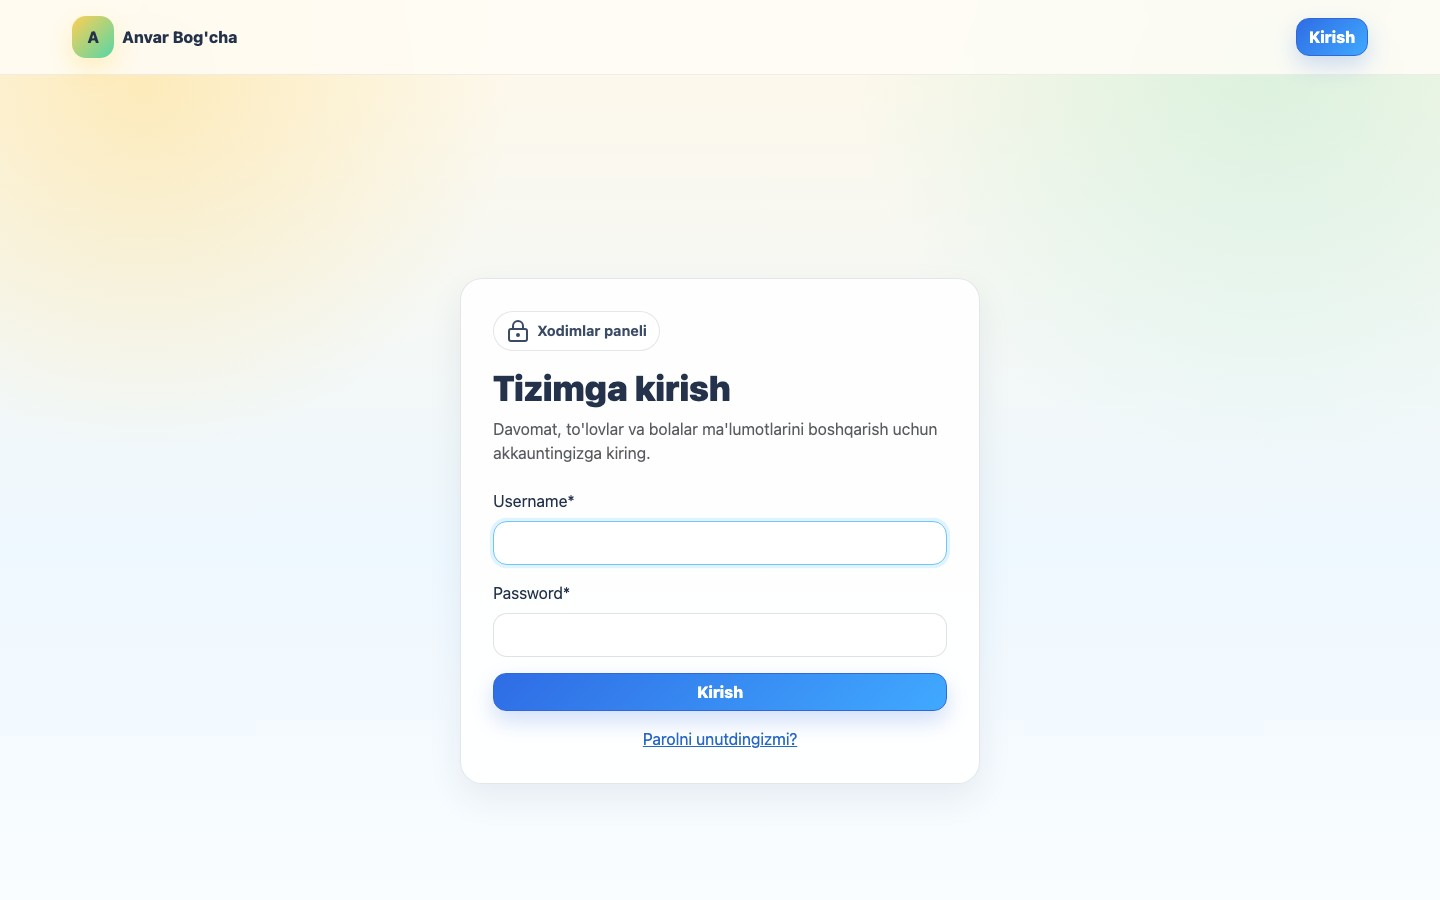 A
Anvar Bog'cha
Kirish
Xodimlar paneli
Tizimga kirish
Davomat, to'lovlar va bolalar ma'lumotlarini boshqarish uchun
akkauntingizga kiring.
Username*
Password*
Kirish
Parolni unutdingizmi?